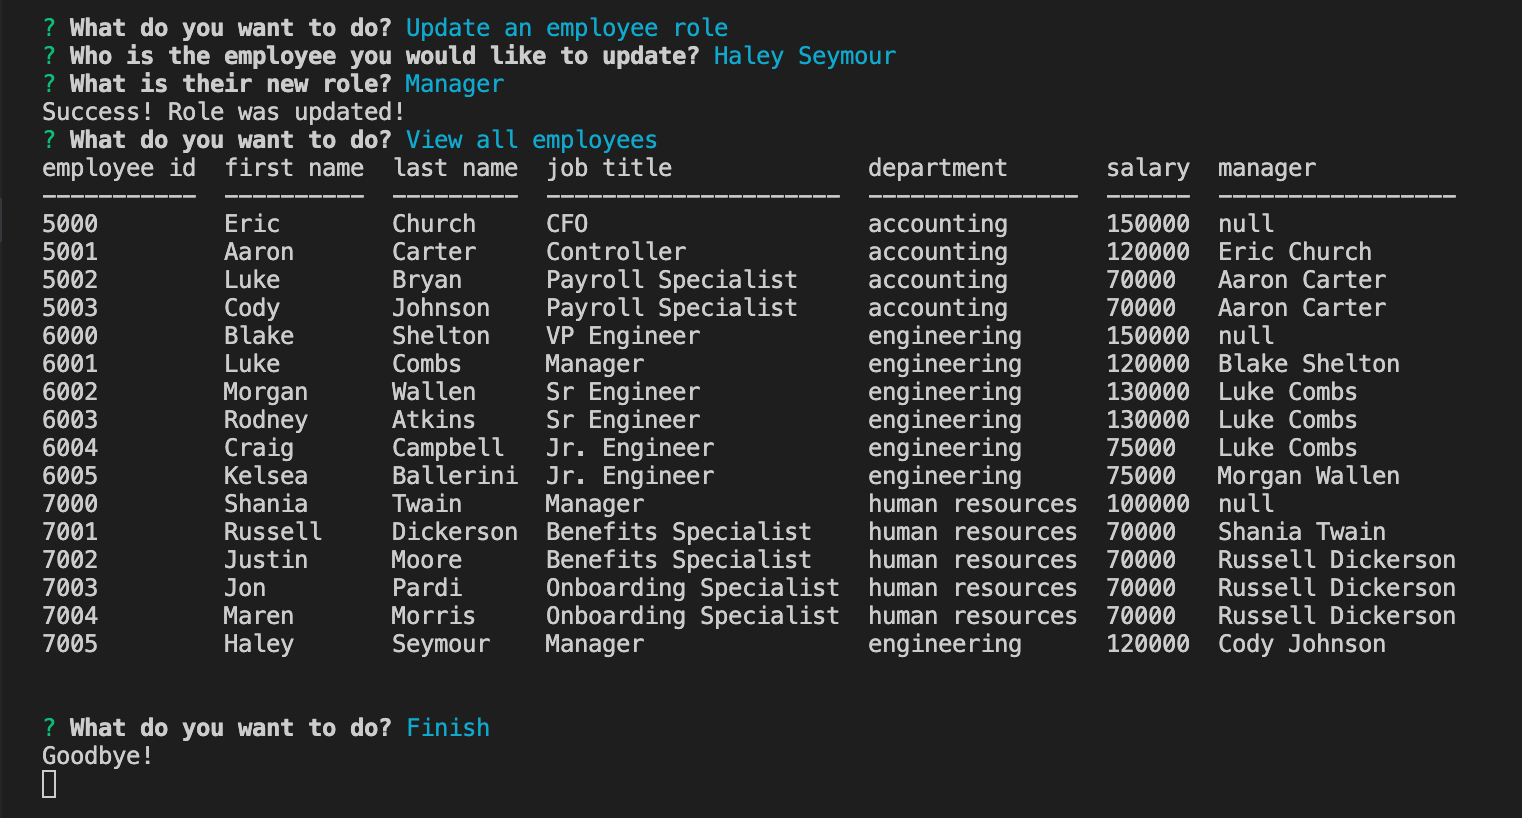 ? What do you want to do? Update an employee role
? Who is the employee you would like to update? Haley Seymour
? What is their new role? Manager
Success! Role was updated!
? What do you want to do? View all employees
employee id  first name  last name  job title              department       salary  manager
-----------  ----------  ---------  ---------------------  ---------------  ------  -----------------
5000         Eric        Church     CFO                    accounting       150000  null
5001         Aaron       Carter     Controller             accounting       120000  Eric Church
5002         Luke        Bryan      Payroll Specialist     accounting       70000   Aaron Carter
5003         Cody        Johnson    Payroll Specialist     accounting       70000   Aaron Carter
6000         Blake       Shelton    VP Engineer            engineering      150000  null
6001         Luke        Combs      Manager                engineering      120000  Blake Shelton
6002         Morgan      Wallen     Sr Engineer            engineering      130000  Luke Combs
6003         Rodney      Atkins     Sr Engineer            engineering      130000  Luke Combs
6004         Craig       Campbell   Jr. Engineer           engineering      75000   Luke Combs
6005         Kelsea      Ballerini  Jr. Engineer           engineering      75000   Morgan Wallen
7000         Shania      Twain      Manager                human resources  100000  null
7001         Russell     Dickerson  Benefits Specialist    human resources  70000   Shania Twain
7002         Justin      Moore      Benefits Specialist    human resources  70000   Russell Dickerson
7003         Jon         Pardi      Onboarding Specialist  human resources  70000   Russell Dickerson
7004         Maren       Morris     Onboarding Specialist  human resources  70000   Russell Dickerson
7005         Haley       Seymour    Manager                engineering      120000  Cody Johnson
? What do you want to do? Finish
Goodbye!